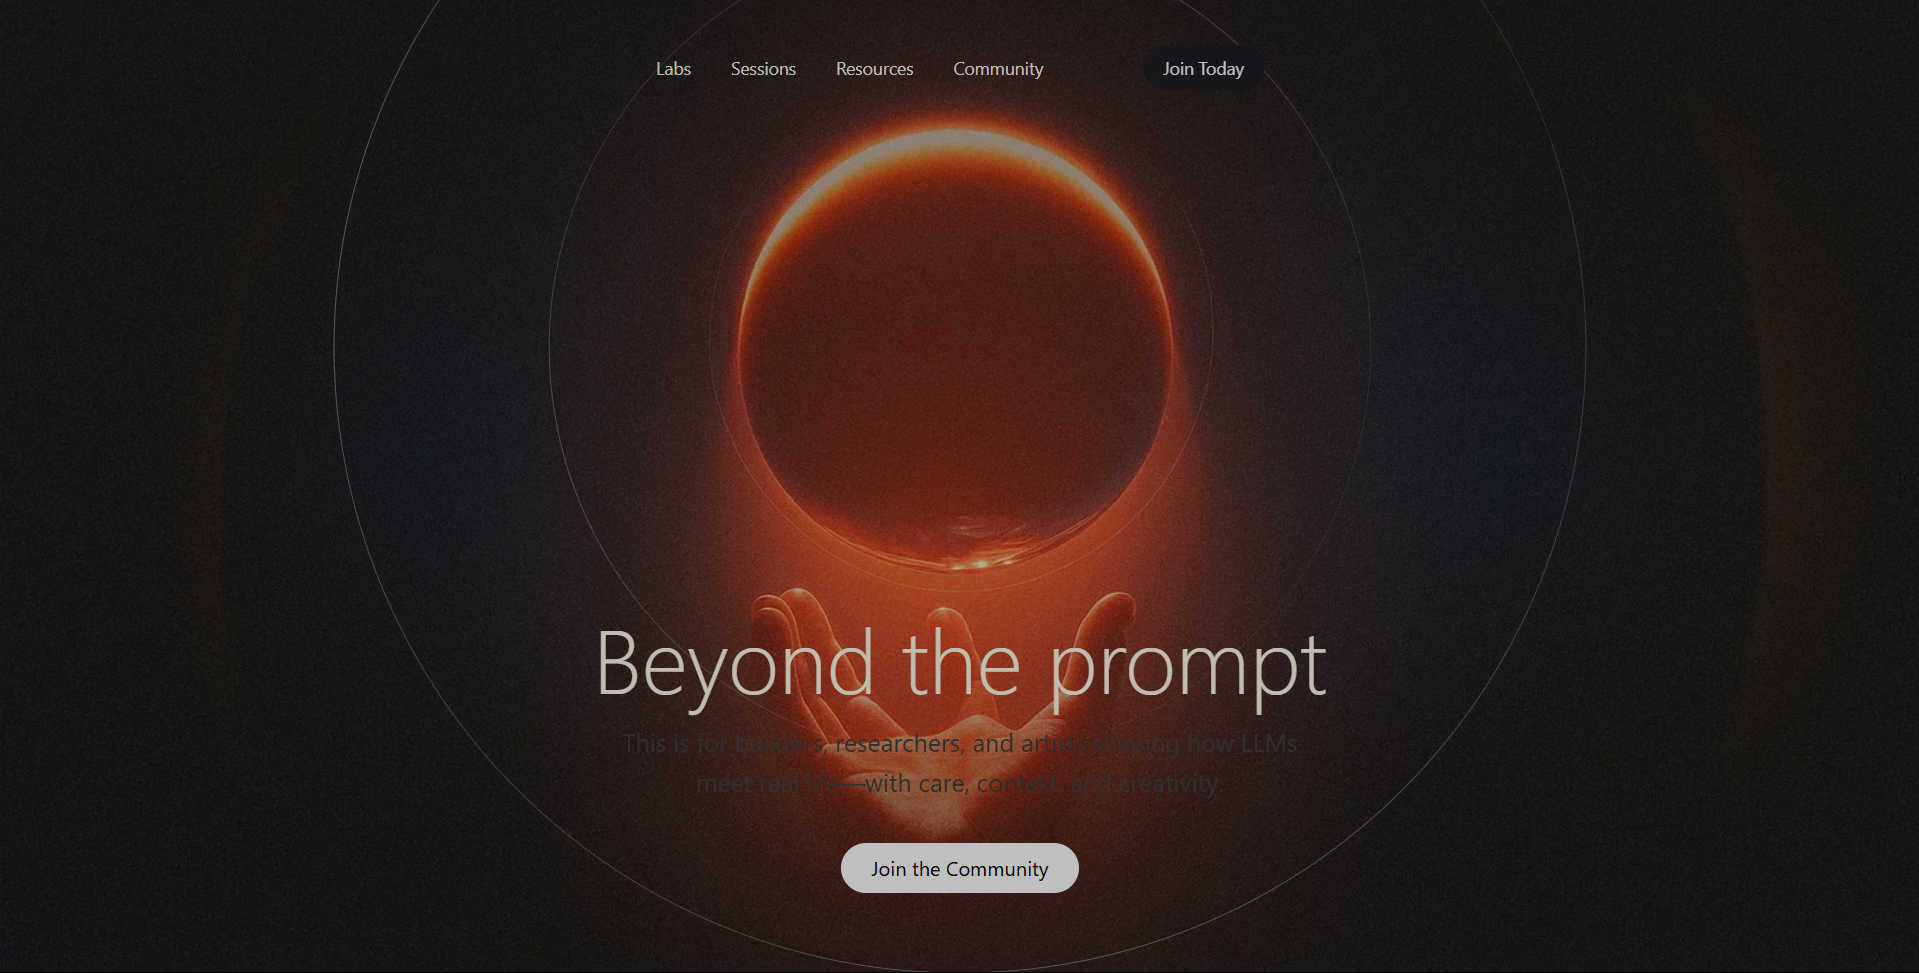 Labs Sessions Resources Community Join Today
Beyond the prompt
This is for builders, researchers, and artists shaping how LLMs
meet real life—with care, context, and creativity.
Join the Community